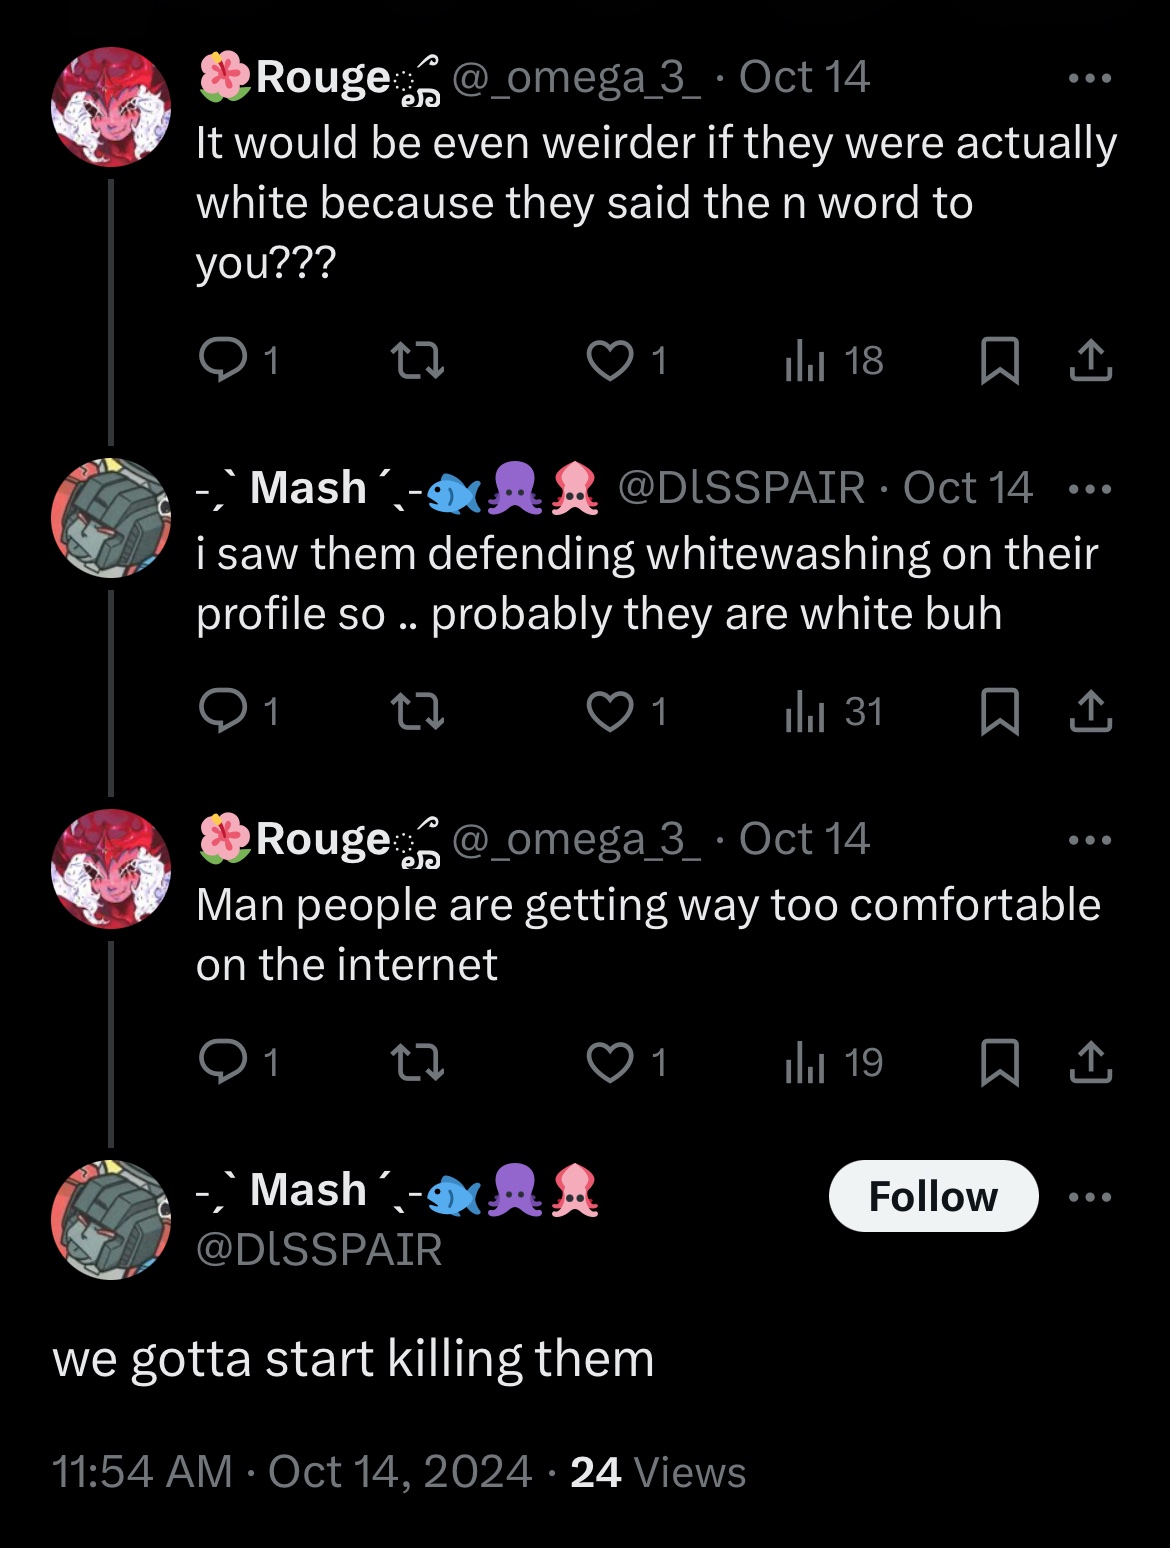 🌺Rouge @_omega_3_ · Oct 14
It would be even weirder if they were actually
white because they said the n word to
you???
1 1 18
-ˏˋ Mash ˊˎ-🐟🐙🦑 @DlSSPAIR · Oct 14
i saw them defending whitewashing on their
profile so .. probably they are white buh
1 1 31
🌺Rouge @_omega_3_ · Oct 14
Man people are getting way too comfortable
on the internet
1 1 19
-ˏˋ Mash ˊˎ-🐟🐙🦑
Follow
@DlSSPAIR
we gotta start killing them
11:54 AM · Oct 14, 2024 · 24 Views